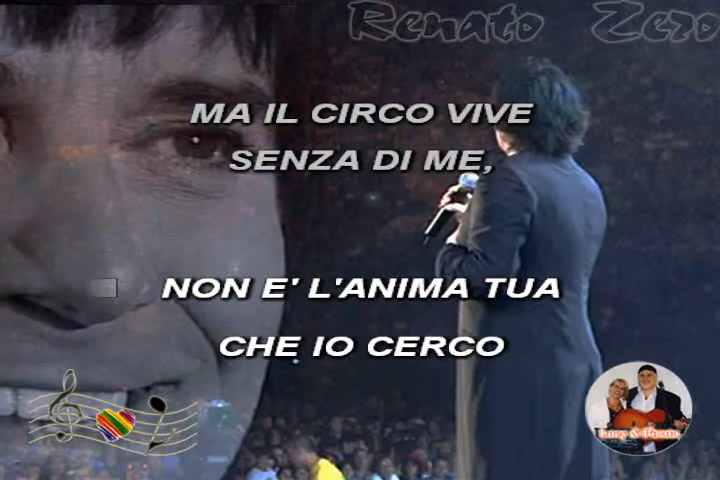 Renato Zero
MA IL CIRCO VIVE
SENZA DI ME,
NON E' L'ANIMA TUA
CHE IO CERCO